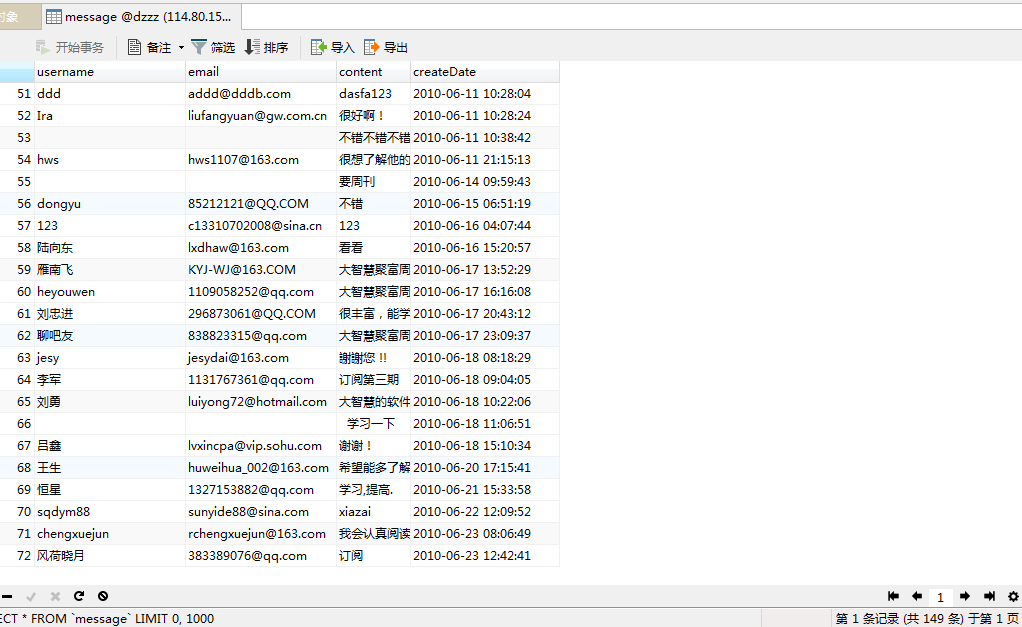 对象 message @dzzz (114.80.15...
开始事务 备注 筛选 排序 导入 导出
username email content createDate
51 ddd addd@dddb.com dasfa123 2010-06-11 10:28:04
52 Ira liufangyuan@gw.com.cn 很好啊！ 2010-06-11 10:28:24
53 不错不错不错 2010-06-11 10:38:42
54 hws hws1107@163.com 很想了解他的 2010-06-11 21:15:13
55 要周刊 2010-06-14 09:59:43
56 dongyu 85212121@QQ.COM 不错 2010-06-15 06:51:19
57 123 c13310702008@sina.cn 123 2010-06-16 04:07:44
58 陆向东 lxdhaw@163.com 看看 2010-06-16 15:20:57
59 雁南飞 KYJ-WJ@163.COM 大智慧聚富周 2010-06-17 13:52:29
60 heyouwen 1109058252@qq.com 大智慧聚富周 2010-06-17 16:16:08
61 刘忠进 296873061@QQ.COM 很丰富，能学 2010-06-17 20:43:12
62 聊吧友 838823315@qq.com 大智慧聚富周 2010-06-17 23:09:37
63 jesy jesydai@163.com 謝謝您 !! 2010-06-18 08:18:29
64 李军 1131767361@qq.com 订阅第三期 2010-06-18 09:04:05
65 刘勇 luiyong72@hotmail.com 大智慧的软件 2010-06-18 10:22:06
66 学习一下 2010-06-18 11:06:51
67 吕鑫 lvxincpa@vip.sohu.com 谢谢！ 2010-06-18 15:10:34
68 王生 huweihua_002@163.com 希望能多了解 2010-06-20 17:15:41
69 恒星 1327153882@qq.com 学习,提高. 2010-06-21 15:33:58
70 sqdym88 sunyide88@sina.com xiazai 2010-06-22 12:09:52
71 chengxuejun rchengxuejun@163.com 我会认真阅读 2010-06-23 08:06:49
72 风荷晓月 383389076@qq.com 订阅 2010-06-23 12:42:41
1
ECT * FROM `message` LIMIT 0, 1000 第 1 条记录 (共 149 条) 于第 1 页